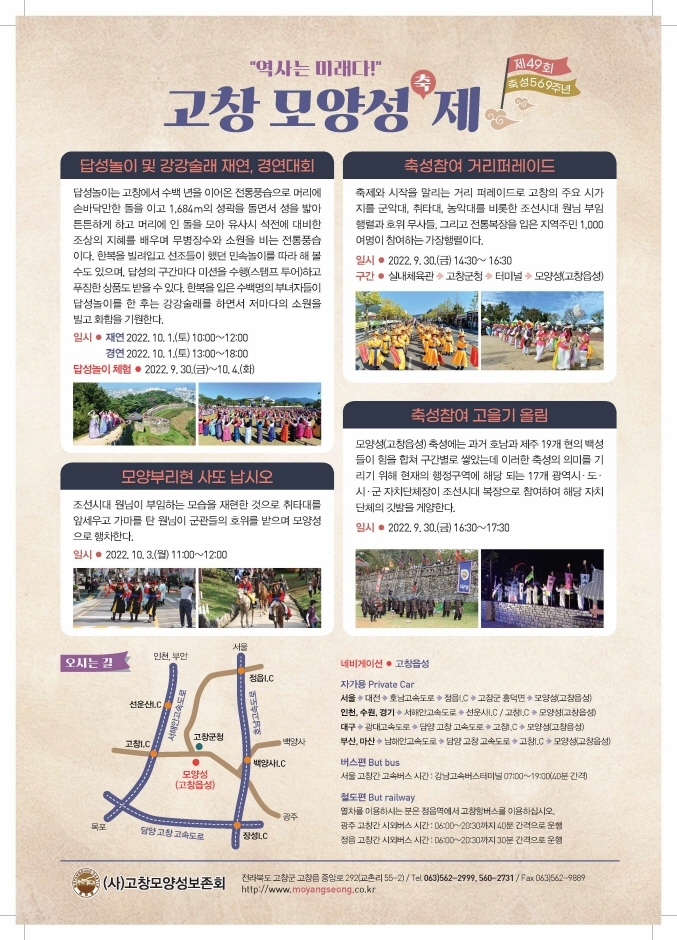 "역사는 미래다!"
고창 모양성 축 제
제49회
축성569주년
답성놀이 및 강강술래 재연, 경연대회
답성놀이는 고창에서 수백 년을 이어온 전통풍습으로 머리에
손바닥만한 돌을 이고 1,684m의 성곽을 돌면서 성을 밟아
튼튼하게 하고 머리에 인 돌을 모아 유사시 석전에 대비한
조상의 지혜를 배우며 무병장수와 소원을 비는 전통풍습
이다. 한복을 빌려입고 선조들이 했던 민속놀이를 따라 해 볼
수도 있으며, 답성의 구간마다 미션을 수행(스탬프 투어)하고
푸짐한 상품도 받을 수 있다. 한복을 입은 수백명의 부녀자들이
답성놀이를 한 후는 강강술래를 하면서 저마다의 소원을
빌고 화합을 기원한다.
일시 ● 재연 2022. 10. 1.(토) 10:00~12:00
경연 2022. 10. 1.(토) 13:00~18:00
답성놀이 체험 ● 2022. 9. 30.(금)~10. 4.(화)
모양부리현 사또 납시오
조선시대 원님이 부임하는 모습을 재현한 것으로 취타대를
앞세우고 가마를 탄 원님이 군관들의 호위를 받으며 모양성
으로 행차한다.
일시 ● 2022. 10. 3.(월) 11:00~12:00
축성참여 거리퍼레이드
축제와 시작을 말리는 거리 퍼레이드로 고창의 주요 시가
지를 군악대, 취타대, 농악대를 비롯한 조선시대 원님 부임
행렬과 호위 무사들, 그리고 전통복장을 입은 지역주민 1,000
여명이 참여하는 가장행렬이다.
일시 ● 2022. 9. 30.(금) 14:30~16:30
구간 ● 실내체육관 ➔ 고창군청 ➔ 터미널 ➔ 모양성(고창읍성)
축성참여 고을기 올림
모양성(고창읍성) 축성에는 과거 호남과 제주 19개 현의 백성
들이 힘을 합쳐 구간별로 쌓았는데 이러한 축성의 의미를 기
리기 위해 현재의 행정구역에 해당 되는 17개 광역시·도·
시·군 자치단체장이 조선시대 복장으로 참여하여 해당 자치
단체의 깃발을 게양한다.
일시 ● 2022. 9. 30.(금) 16:30~17:30
오시는 길
인천, 부안
서울
정읍I.C
선운산I.C
서해안고속도로
호남고속도로
고창군청
고창I.C
백양사
모양성
(고창읍성)
백양사I.C
광주
목포
담양 고창 고속도로
장성I.C
네비게이션 ● 고창읍성
자가용 Private Car
서울 ➔ 대전 ➔ 호남고속도로 ➔ 정읍I.C ➔ 고창군 흥덕면 ➔ 모양성(고창읍성)
인천, 수원, 경기 ➔ 서해안고속도로 ➔ 선운사I.C / 고창I.C ➔ 모양성(고창읍성)
대구 ➔ 광대고속도로 ➔ 담양 고창 고속도로 ➔ 고창I.C ➔ 모양성(고창읍성)
부산, 마산 ➔ 남해안고속도로 ➔ 담양 고창 고속도로 ➔ 고창I.C ➔ 모양성(고창읍성)
버스편 But bus
서울 고창간 고속버스 시간 : 강남고속버스터미널 07:00~19:00(40분 간격)
철도편 But railway
열차를 이용하시는 분은 정읍역에서 고창행버스를 이용하십시오.
광주 고창간 시외버스 시간 : 06:00~20:30까지 40분 간격으로 운행
정읍 고창간 시외버스 시간 : 06:00~20:30까지 30분 간격으로 운행
(사)고창모양성보존회
전라북도 고창군 고창읍 중앙로 292(교촌리 55-2) / Tel 063)562-2999, 560-2731 / Fax 063)562-9889
http://www.moyangseong.co.kr